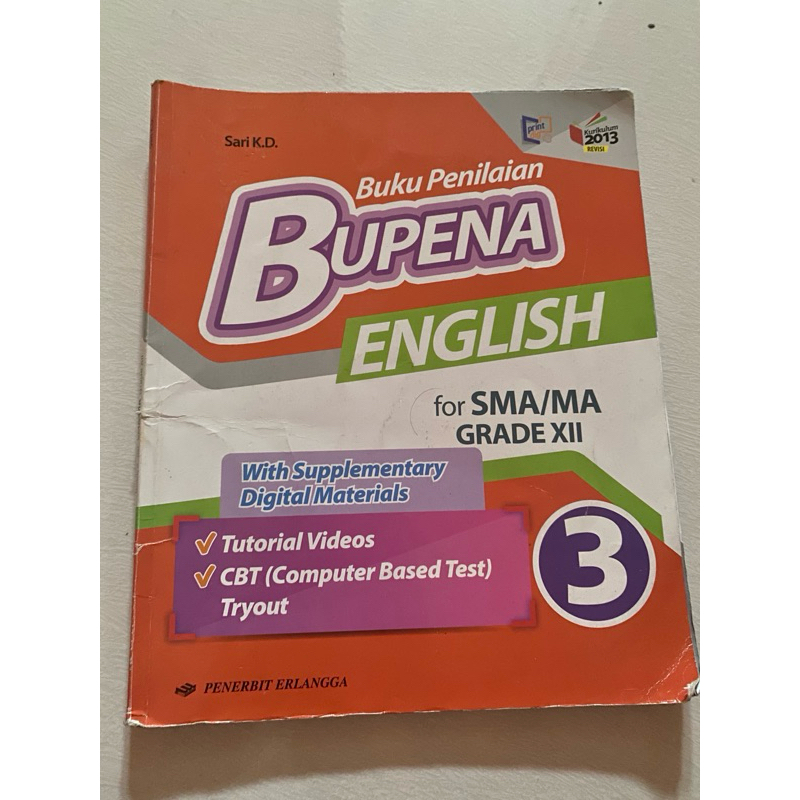 Sari K.D.
print
Kurikulum
2013
REVISI
Buku Penilaian
BUPENA
ENGLISH
for SMA/MA
GRADE XII
With Supplementary
Digital Materials
Tutorial Videos
CBT (Computer Based Test)
Tryout
3
PENERBIT ERLANGGA